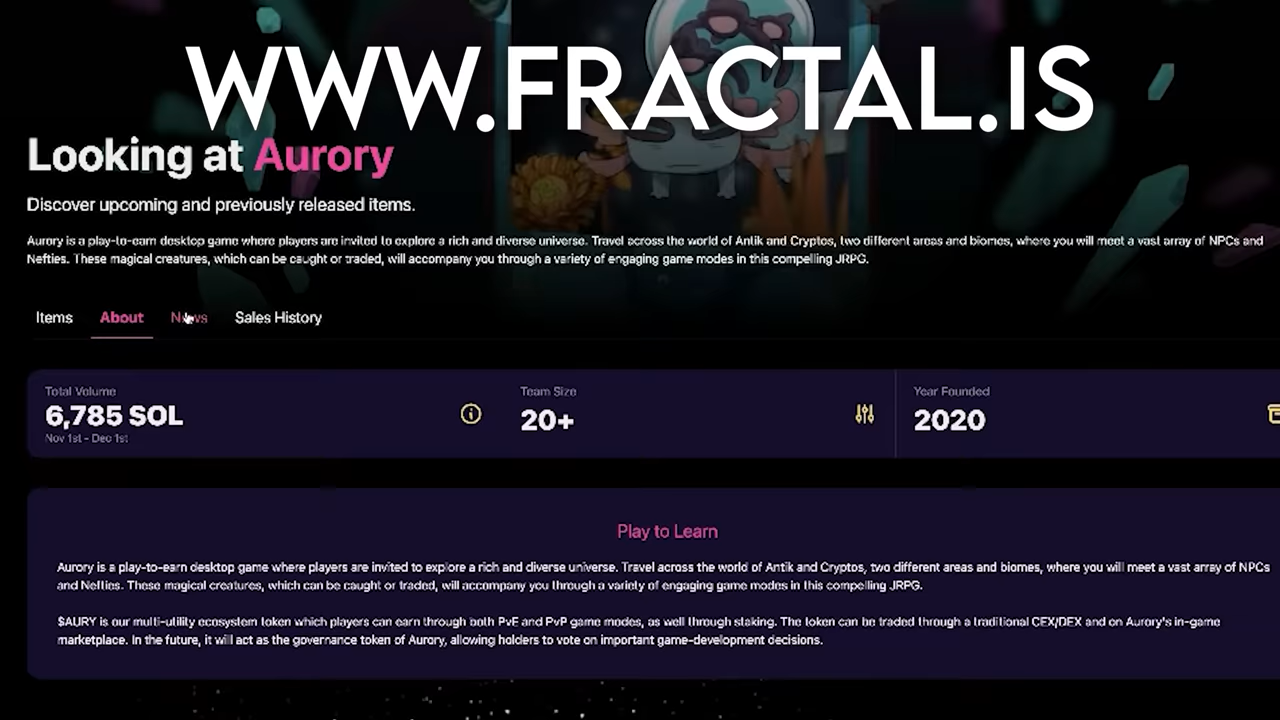 WWW.FRACTAL.IS
Looking at Aurory
Discover upcoming and previously released items.
Aurory is a play-to-earn desktop game where players are invited to explore a rich and diverse universe. Travel across the world of Antik and Cryptos, two different areas and biomes, where you will meet a vast array of NPCs and
Nefties. These magical creatures, which can be caught or traded, will accompany you through a variety of engaging game modes in this compelling JRPG.
Items About News Sales History
Total Volume Team Size Year Founded
6,785 SOL 20+ 2020
Nov 1st - Dec 1st
Play to Learn
Aurory is a play-to-earn desktop game where players are invited to explore a rich and diverse universe. Travel across the world of Antik and Cryptos, two different areas and biomes, where you will meet a vast array of NPCs
and Nefties. These magical creatures, which can be caught or traded, will accompany you through a variety of engaging game modes in this compelling JRPG.
$AURY is our multi-utility ecosystem token which players can earn through both PvE and PvP game modes, as well through staking. The token can be traded through a traditional CEX/DEX and on Aurory's in-game
marketplace. In the future, it will act as the governance token of Aurory, allowing holders to vote on important game-development decisions.